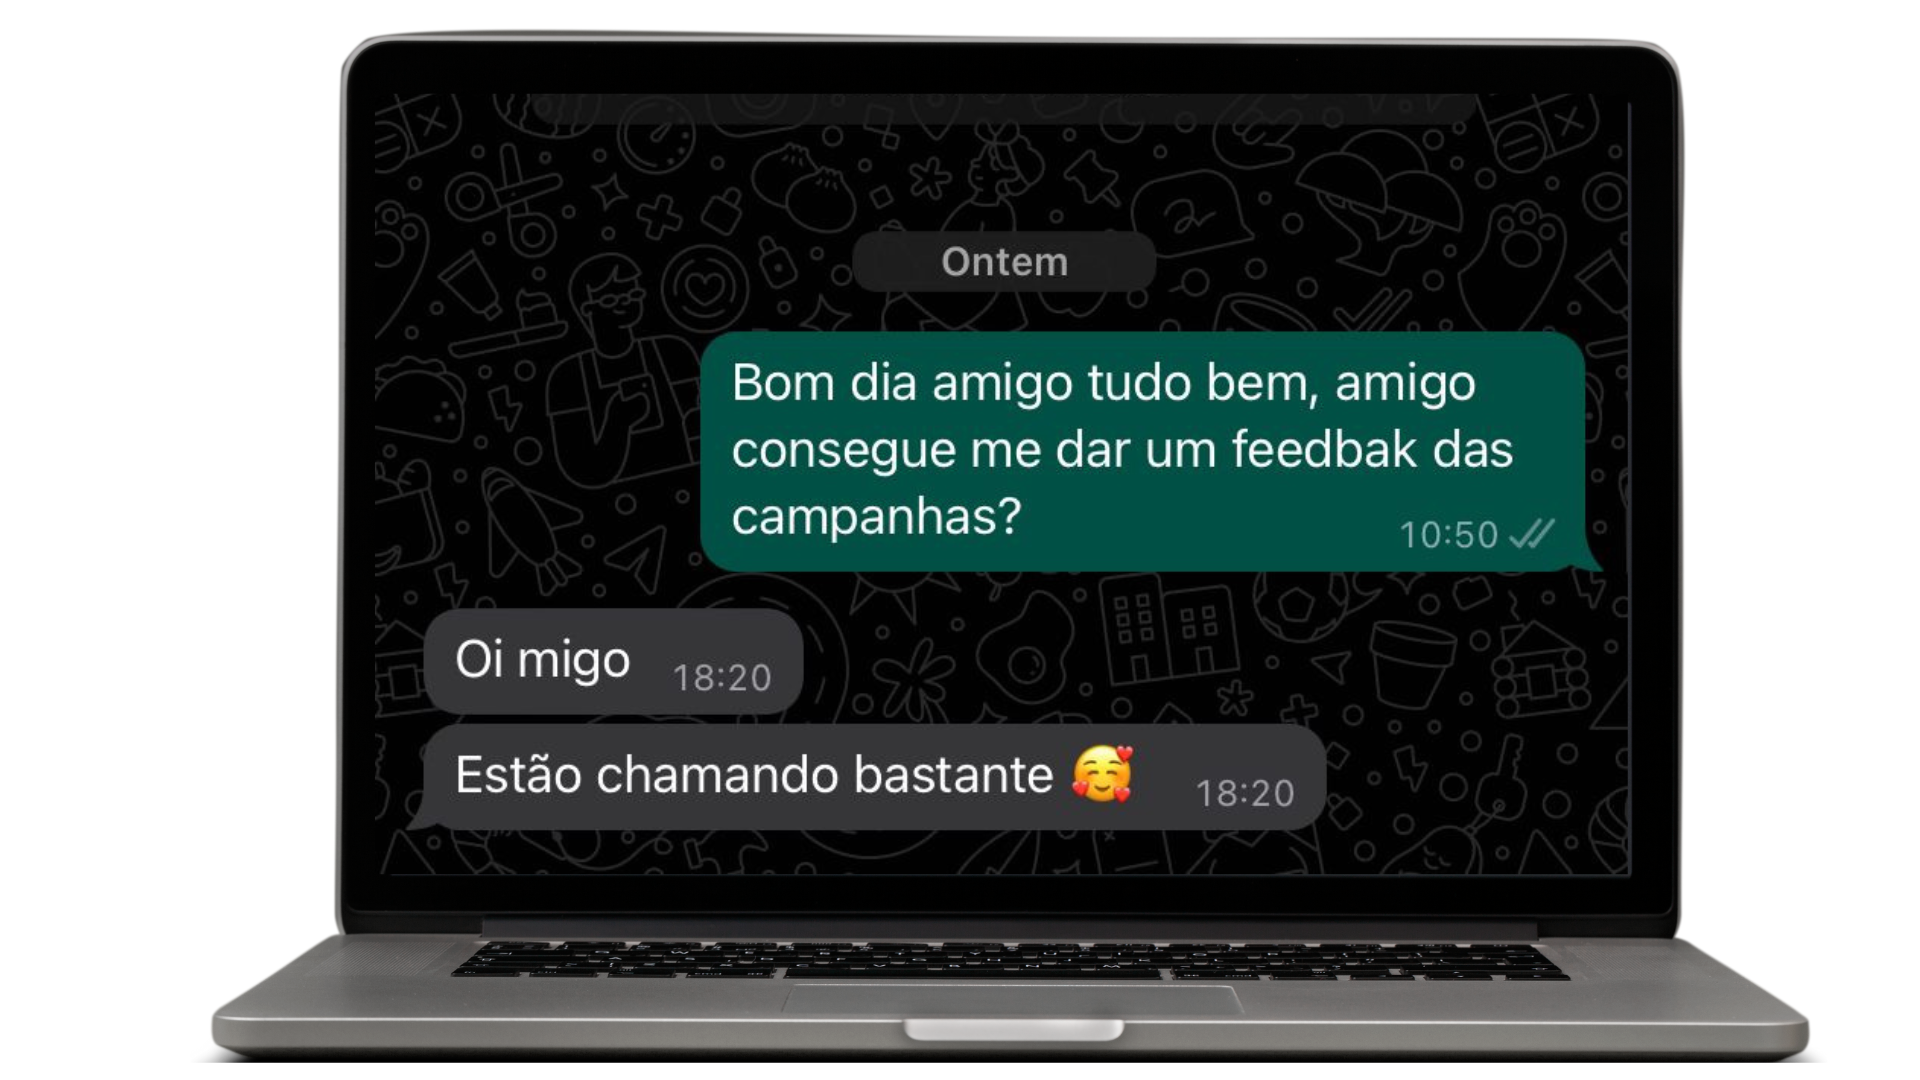 Ontem
Bom dia amigo tudo bem, amigo
consegue me dar um feedbak das
campanhas?
10:50
Oi migo 18:20
Estão chamando bastante 🥰 18:20